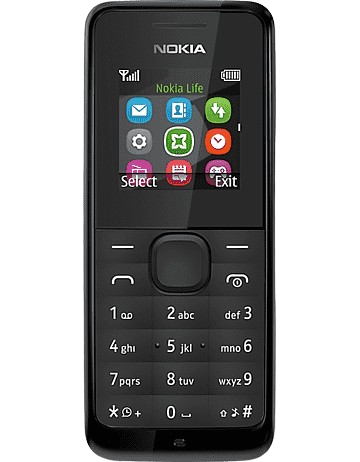 NOKIA
Nokia Life
Select Exit
1
2 abc
def 3
4 ghi
5 jkl
mno 6
7 pqrs
8 tuv
wxyz 9
* +
0
#